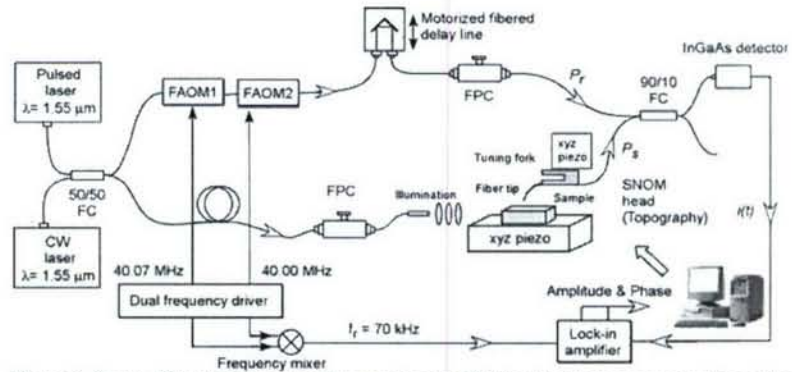 Motorized fibered
delay line
InGaAs detector
Pulsed
laser
λ= 1.55 µm
FAOM1
FAOM2
FPC
Pr
90/10
FC
50/50
FC
xyz
piezo
Tuning fork
Ps
Fiber tip
Sample
FPC
Illumination
SNOM
head
(Topography)
i(t)
xyz piezo
CW
laser
λ= 1.55 µm
40.07 MHz
40.00 MHz
Dual frequency driver
Amplitude & Phase
fr = 70 kHz
Lock-in
amplifier
Frequency mixer